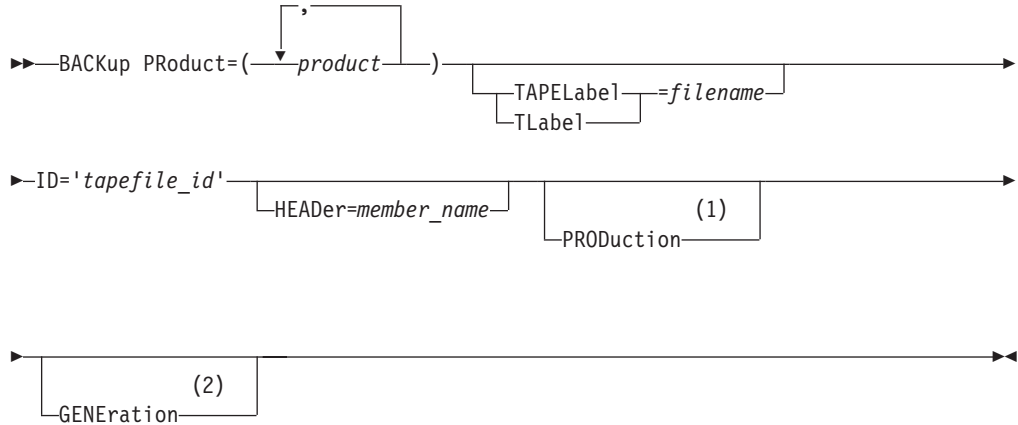 ,
BACKup PRoduct=( product )
TAPELabel =filename
TLabel
ID='tapefile_id'
HEADer=member_name
(1)
PRODuction
(2)
GENEration